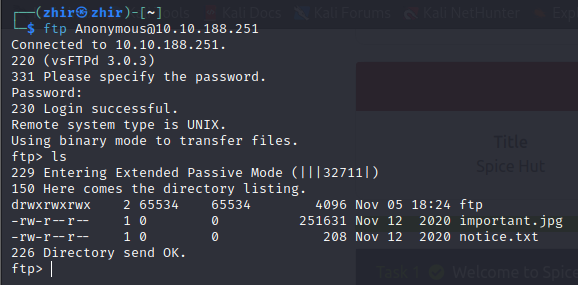 Tools Kali Docs Kali Forums Kali NetHunter
┌──(zhir㉿zhir)-[~]
└─$ ftp Anonymous@10.10.188.251
Connected to 10.10.188.251.
220 (vsFTPd 3.0.3)
331 Please specify the password.
Password:
230 Login successful.
Remote system type is UNIX.
Using binary mode to transfer files.
ftp> ls
229 Entering Extended Passive Mode (|||32711|)
150 Here comes the directory listing.
drwxrwxrwx    2 65534    65534        4096 Nov 05 18:24 ftp
-rw-r--r--    1 0        0          251631 Nov 12  2020 important.jpg
-rw-r--r--    1 0        0             208 Nov 12  2020 notice.txt
226 Directory send OK.
ftp>
Title
Spice Hut
Task 1 Welcome to Spice